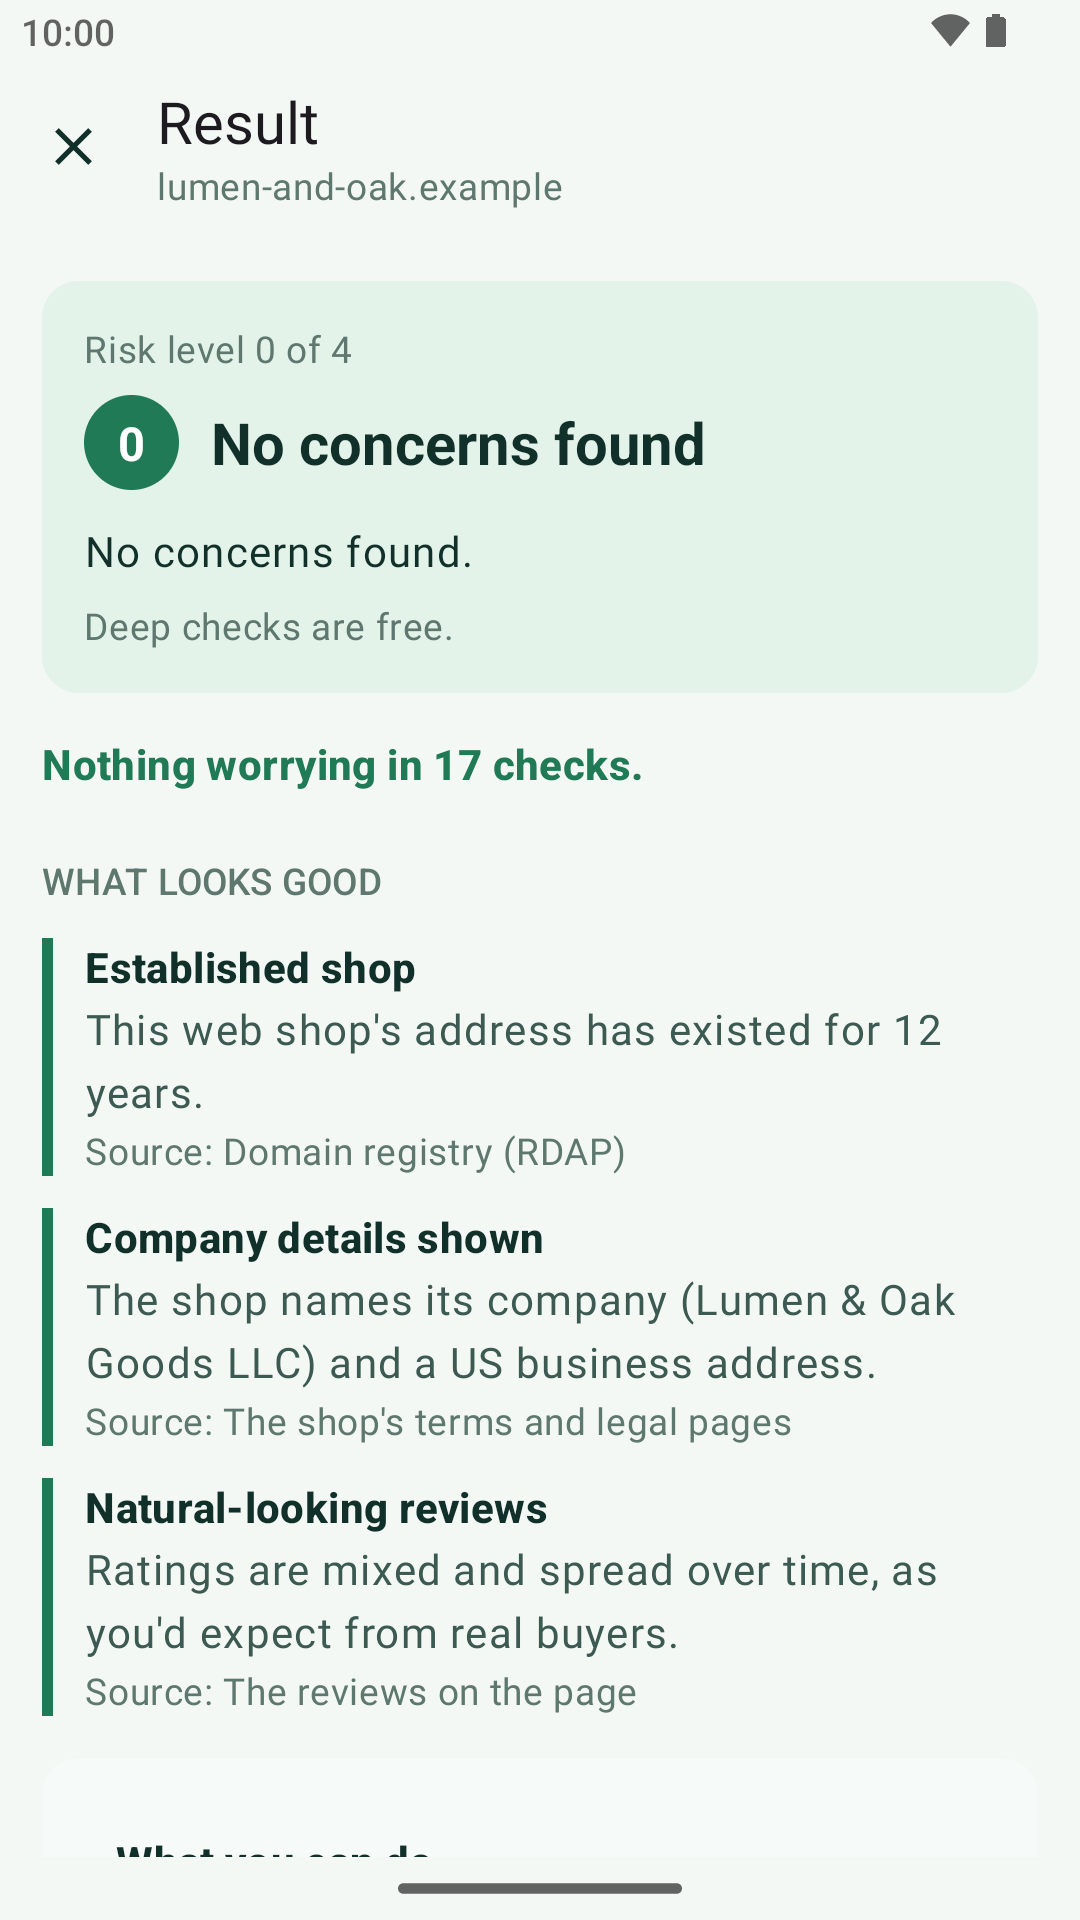 10:00
Result
lumen-and-oak.example
Risk level 0 of 4
0
No concerns found
No concerns found.
Deep checks are free.
Nothing worrying in 17 checks.
WHAT LOOKS GOOD
Established shop
This web shop's address has existed for 12
years.
Source: Domain registry (RDAP)
Company details shown
The shop names its company (Lumen & Oak
Goods LLC) and a US business address.
Source: The shop's terms and legal pages
Natural-looking reviews
Ratings are mixed and spread over time, as
you'd expect from real buyers.
Source: The reviews on the page
What you can do